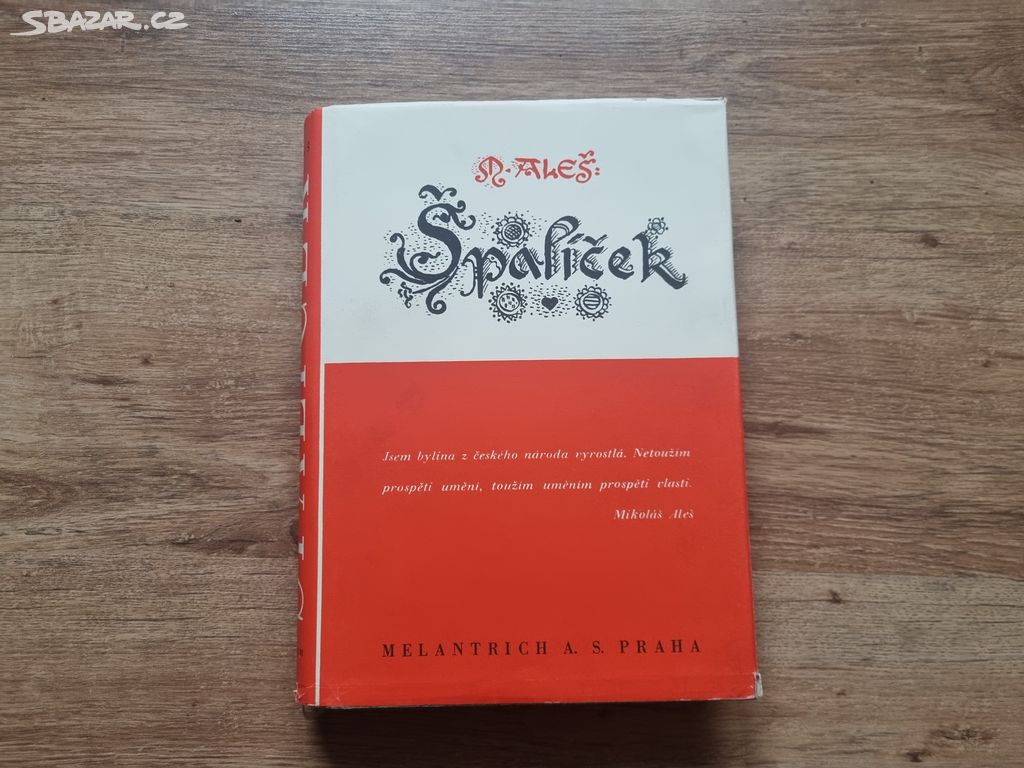 SBAZAR.CZ
M. ALEŠ:
Špalíček
Jsem bylina z českého národa vyrostlá. Netoužím
prospěti umění, toužím uměním prospěti vlasti.
Mikoláš Aleš
MELANTRICH A. S. PRAHA